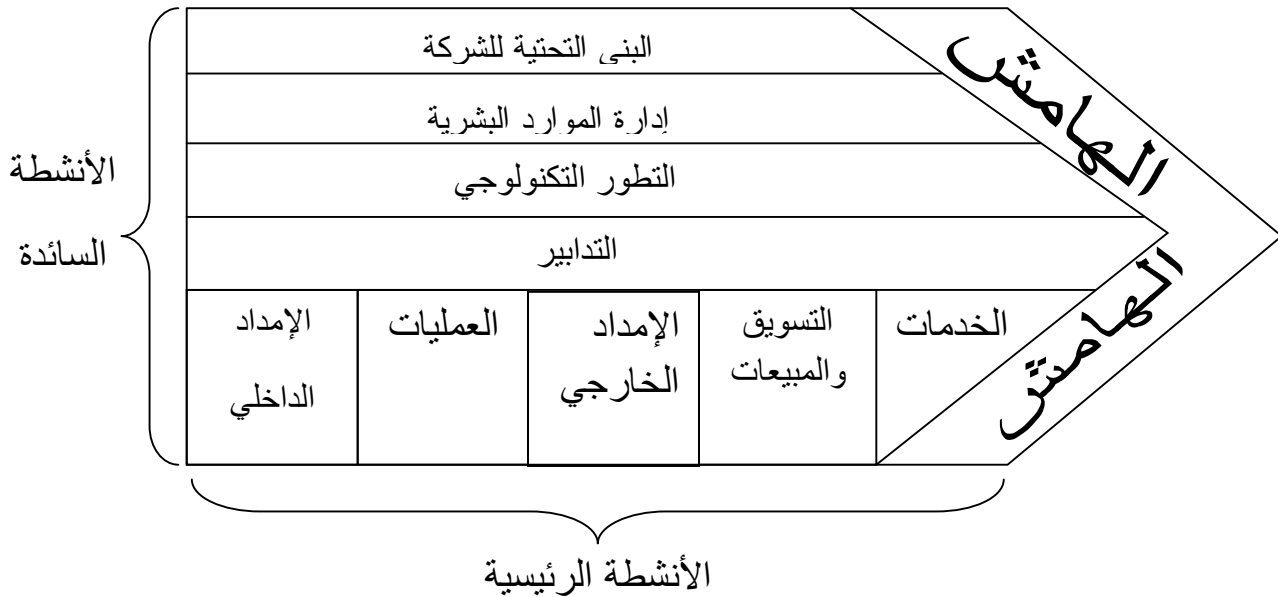 البنى التحتية للشركة
إدارة الموارد البشرية
التطور التكنولوجي
التدابير
الأنشطة
السائدة
الهامش
الهامش
الخدمات
التسويق
والمبيعات
الإمداد
الخارجي
العمليات
الإمداد
الداخلي
الأنشطة الرئيسية